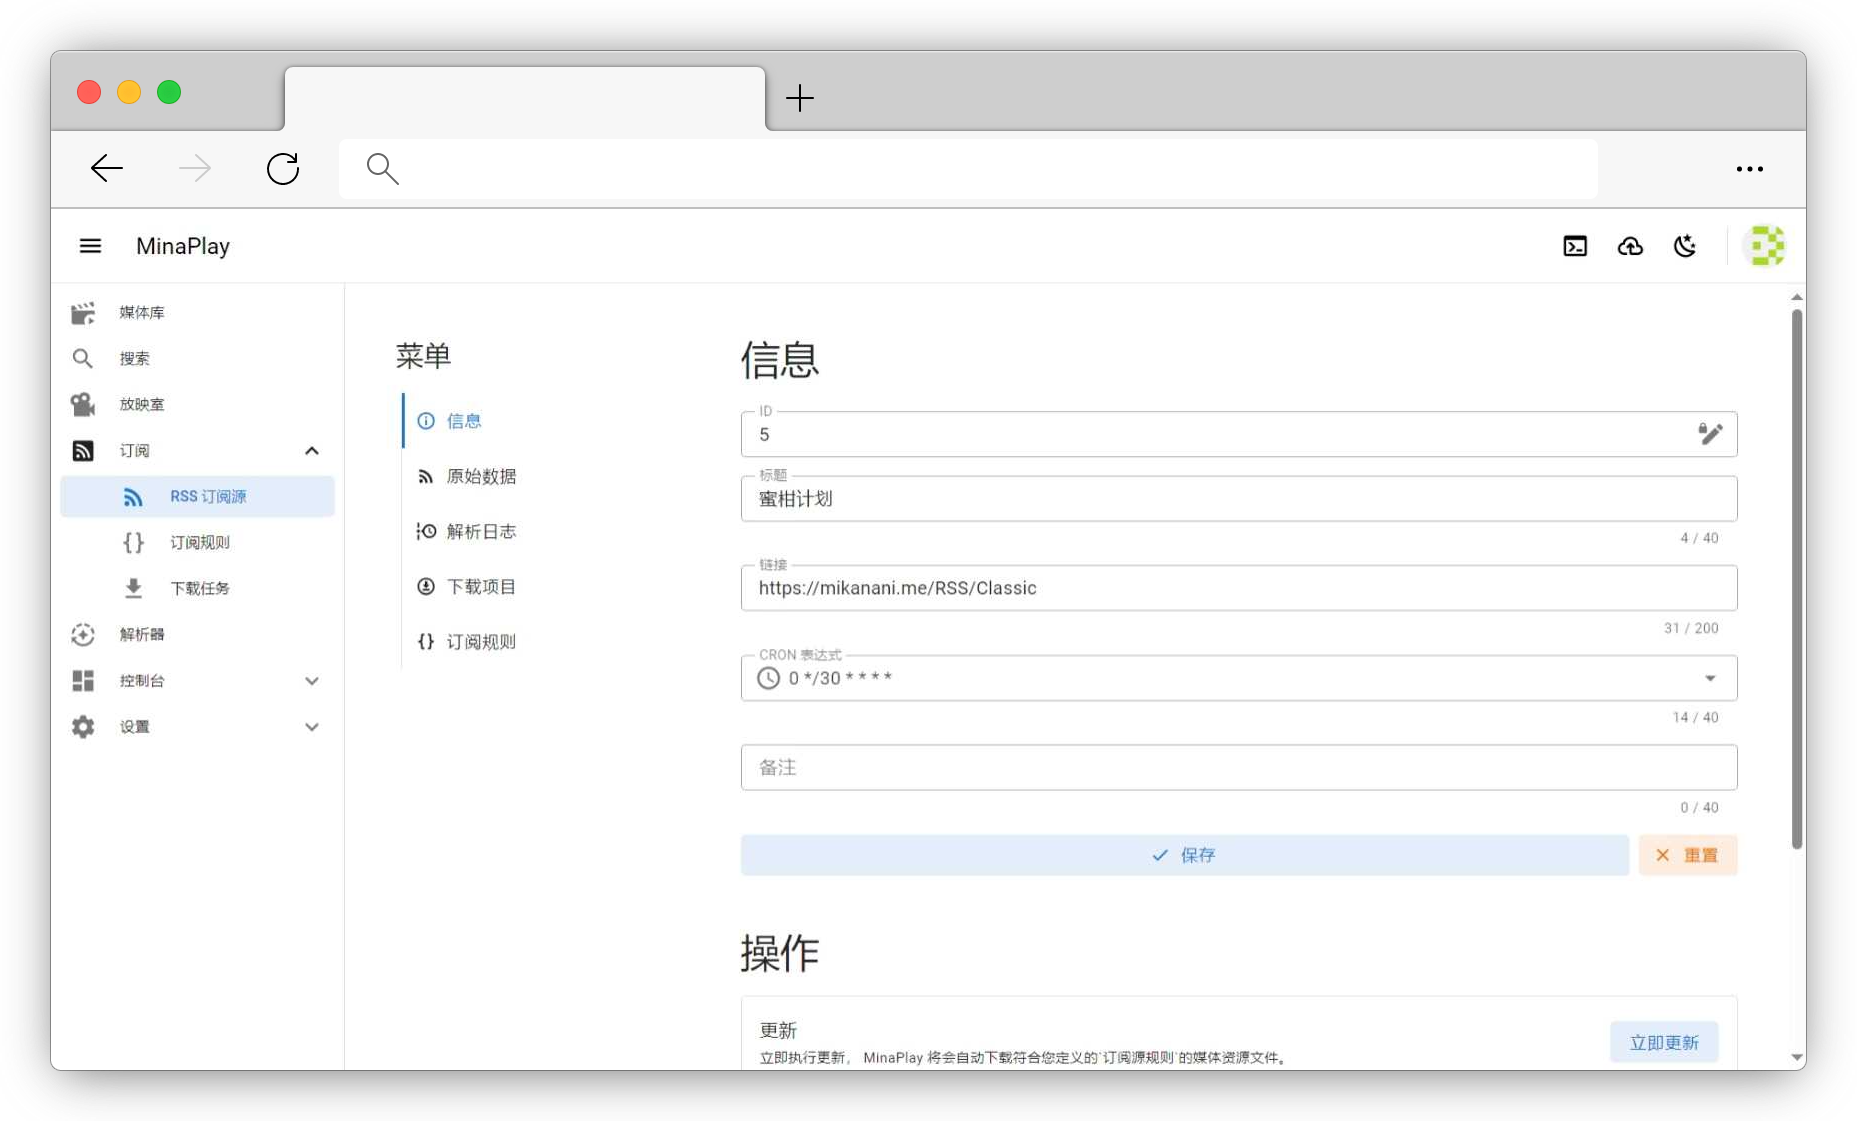 MinaPlay
媒体库
搜索
放映室
订阅
RSS 订阅源
订阅规则
下载任务
解析器
控制台
设置
菜单
信息
原始数据
解析日志
下载项目
订阅规则
信息
ID
5
标题
蜜柑计划
4 / 40
链接
https://mikanani.me/RSS/Classic
31 / 200
CRON 表达式
0 */30 * * * *
14 / 40
备注
0 / 40
保存
重置
操作
更新
立即执行更新， MinaPlay 将会自动下载符合您定义的`订阅源规则`的媒体资源文件。
立即更新